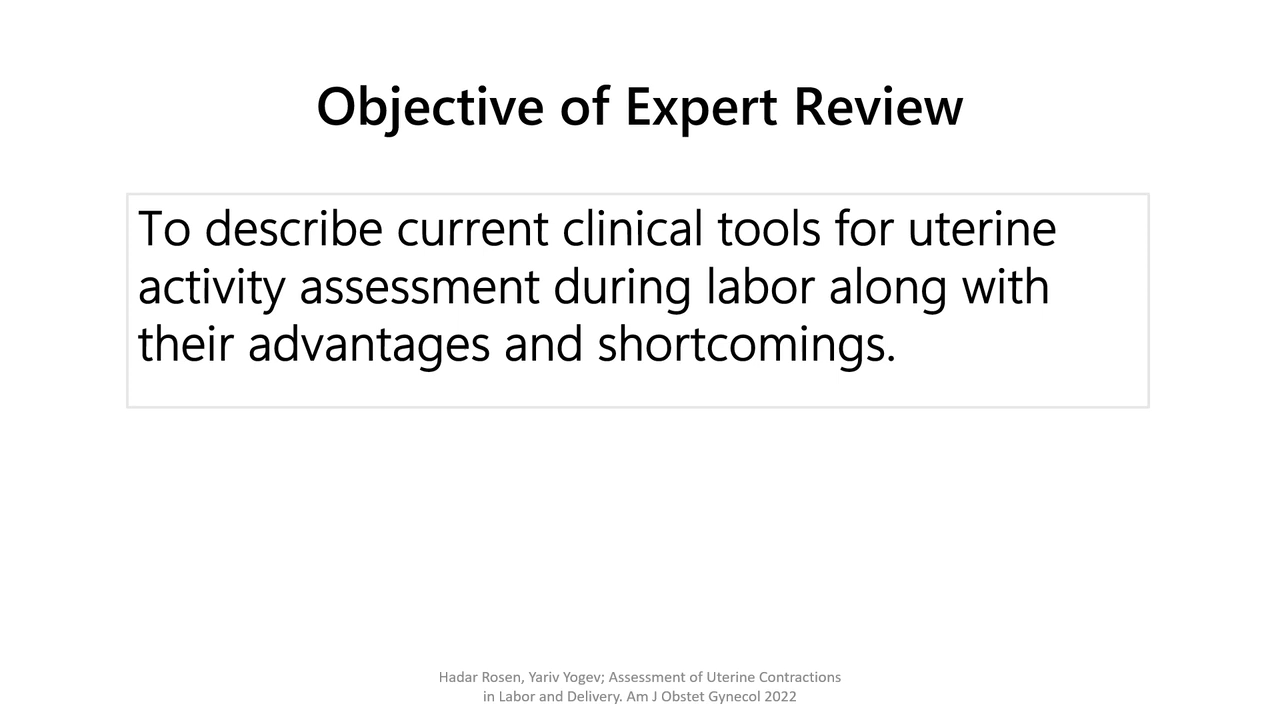 Objective of Expert Review
To describe current clinical tools for uterine
activity assessment during labor along with
their advantages and shortcomings.
Hadar Rosen, Yariv Yogev; Assessment of Uterine Contractions
in Labor and Delivery. Am J Obstet Gynecol 2022